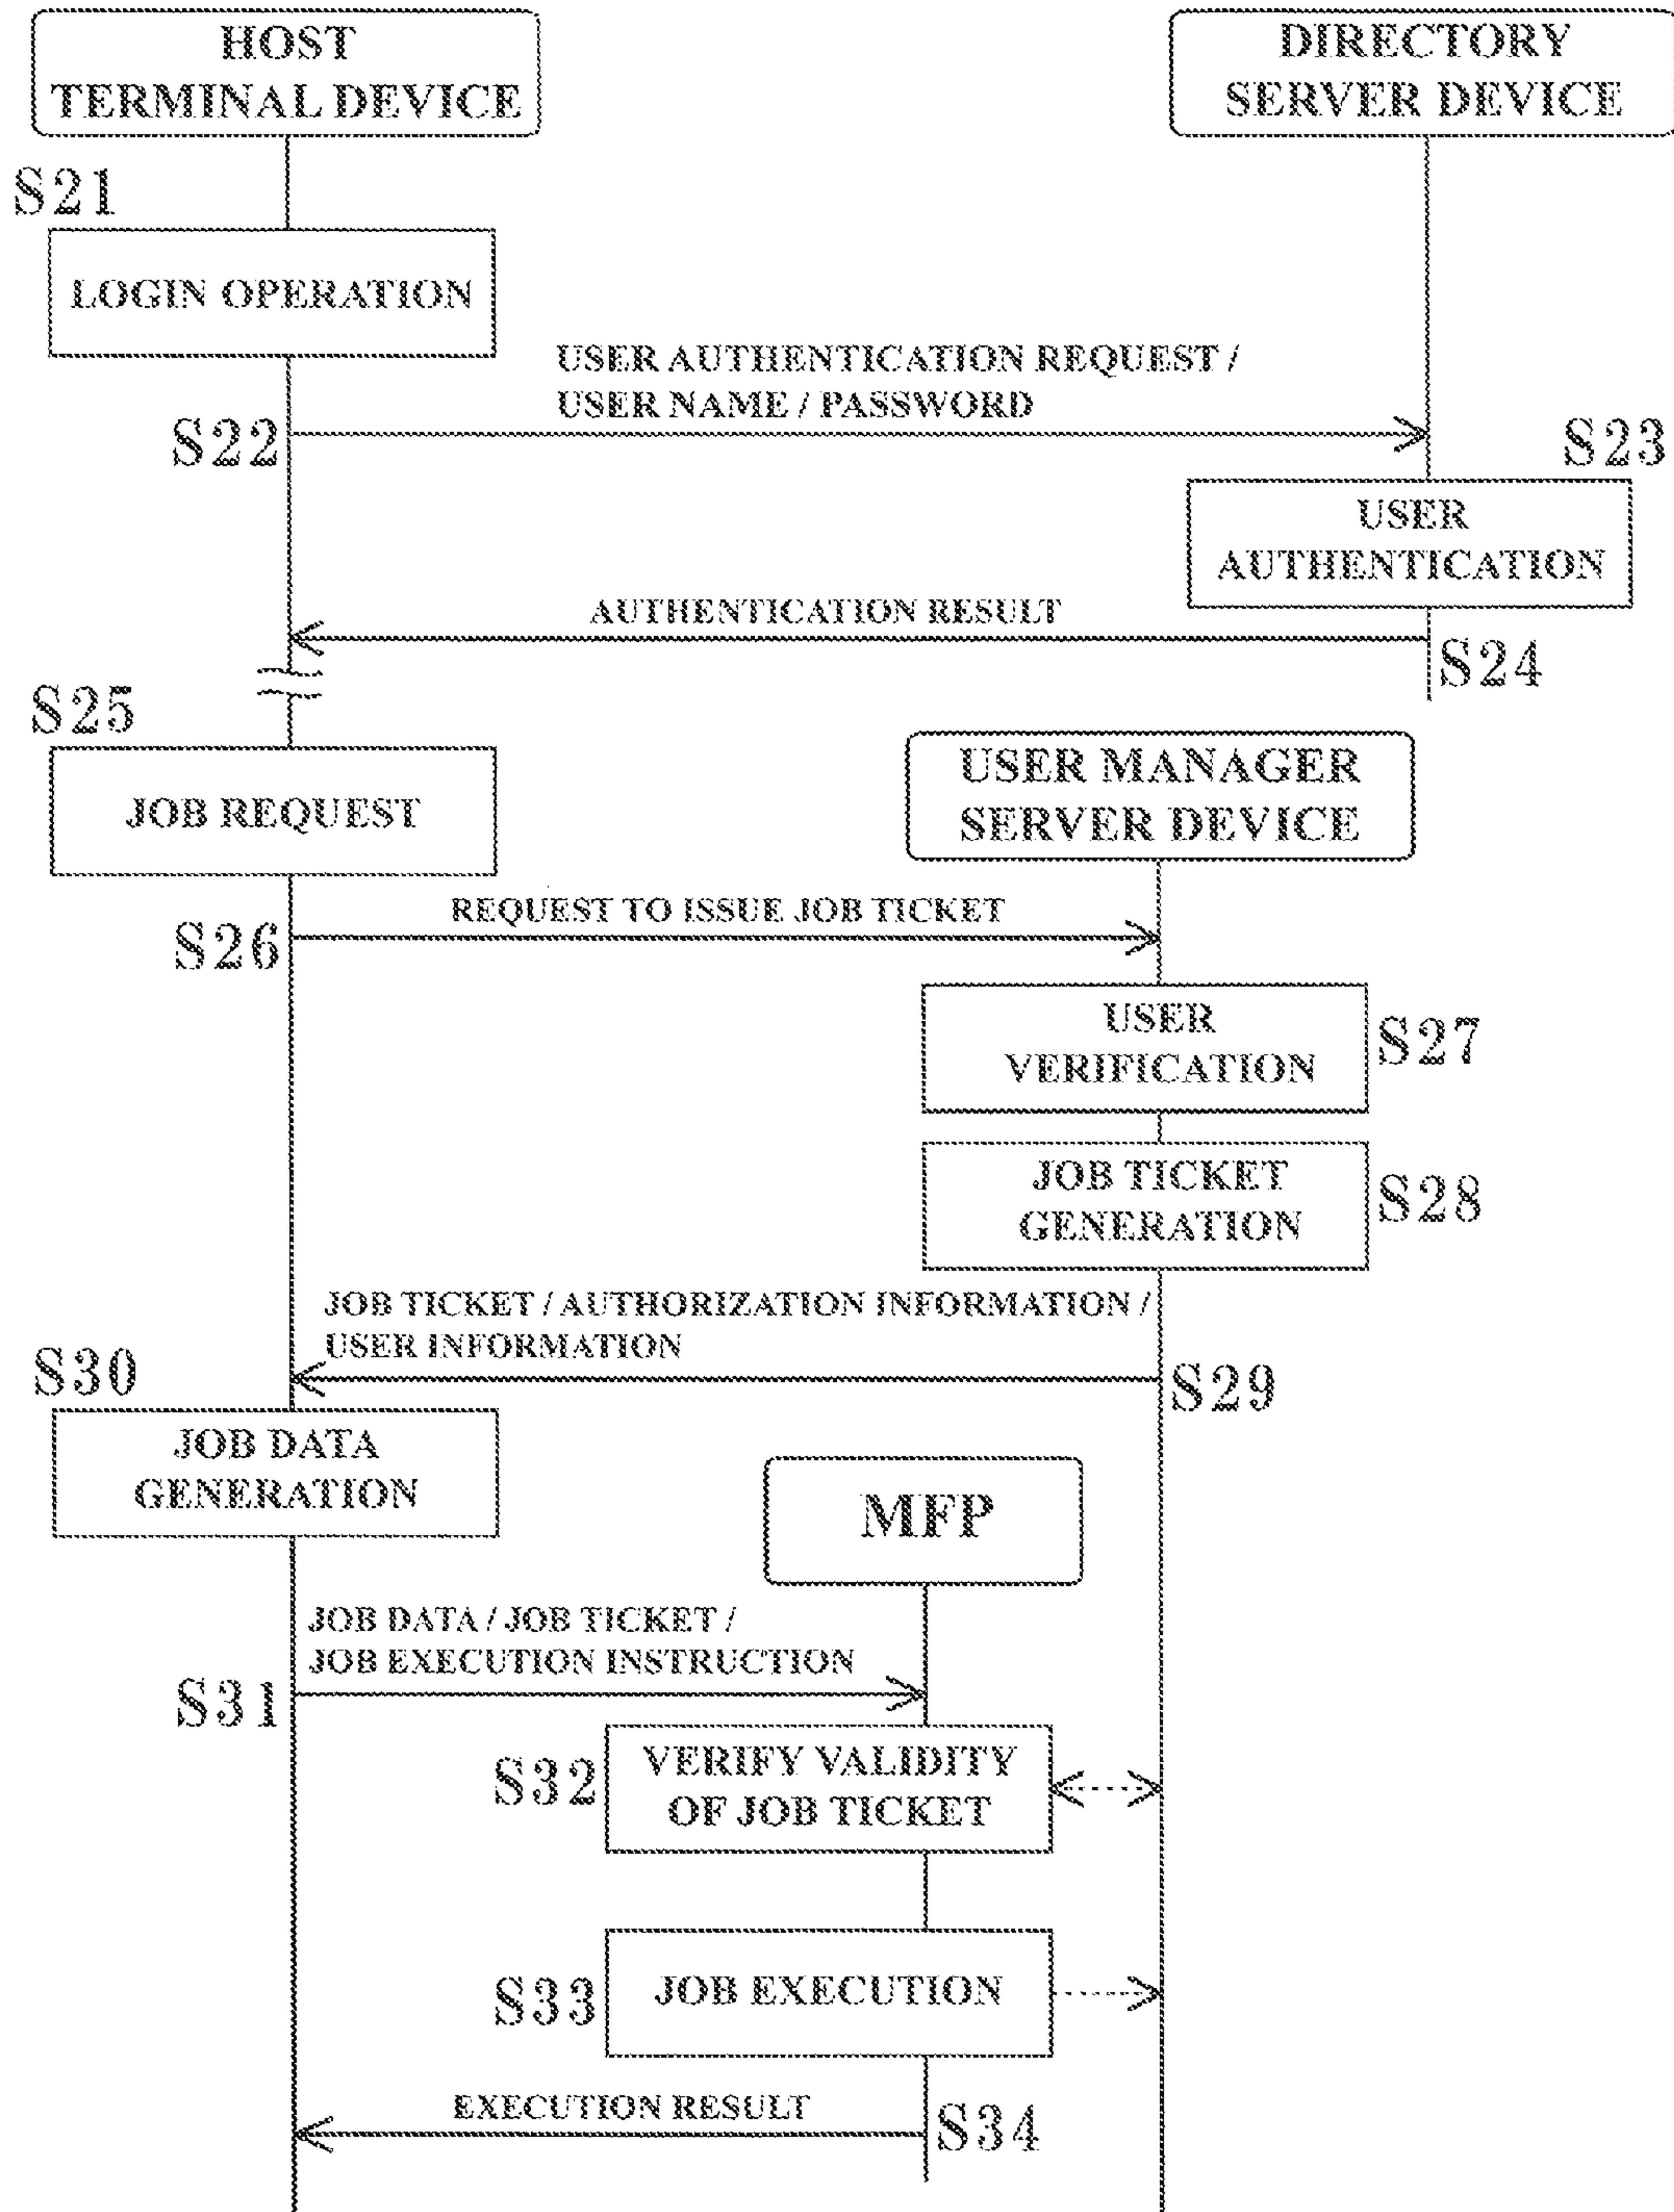 HOST
TERMINAL DEVICE
DIRECTORY
SERVER DEVICE
S21
LOGIN OPERATION
USER AUTHENTICATION REQUEST /
USER NAME / PASSWORD
S22
S23
USER
AUTHENTICATION
AUTHENTICATION RESULT
S24
S25
JOB REQUEST
USER MANAGER
SERVER DEVICE
REQUEST TO ISSUE JOB TICKET
S26
USER
VERIFICATION
S27
JOB TICKET
GENERATION
S28
JOB TICKET / AUTHORIZATION INFORMATION /
USER INFORMATION
S30
S29
JOB DATA
GENERATION
MFP
JOB DATA / JOB TICKET /
JOB EXECUTION INSTRUCTION
S31
S32
VERIFY VALIDITY
OF JOB TICKET
S33
JOB EXECUTION
EXECUTION RESULT
S34